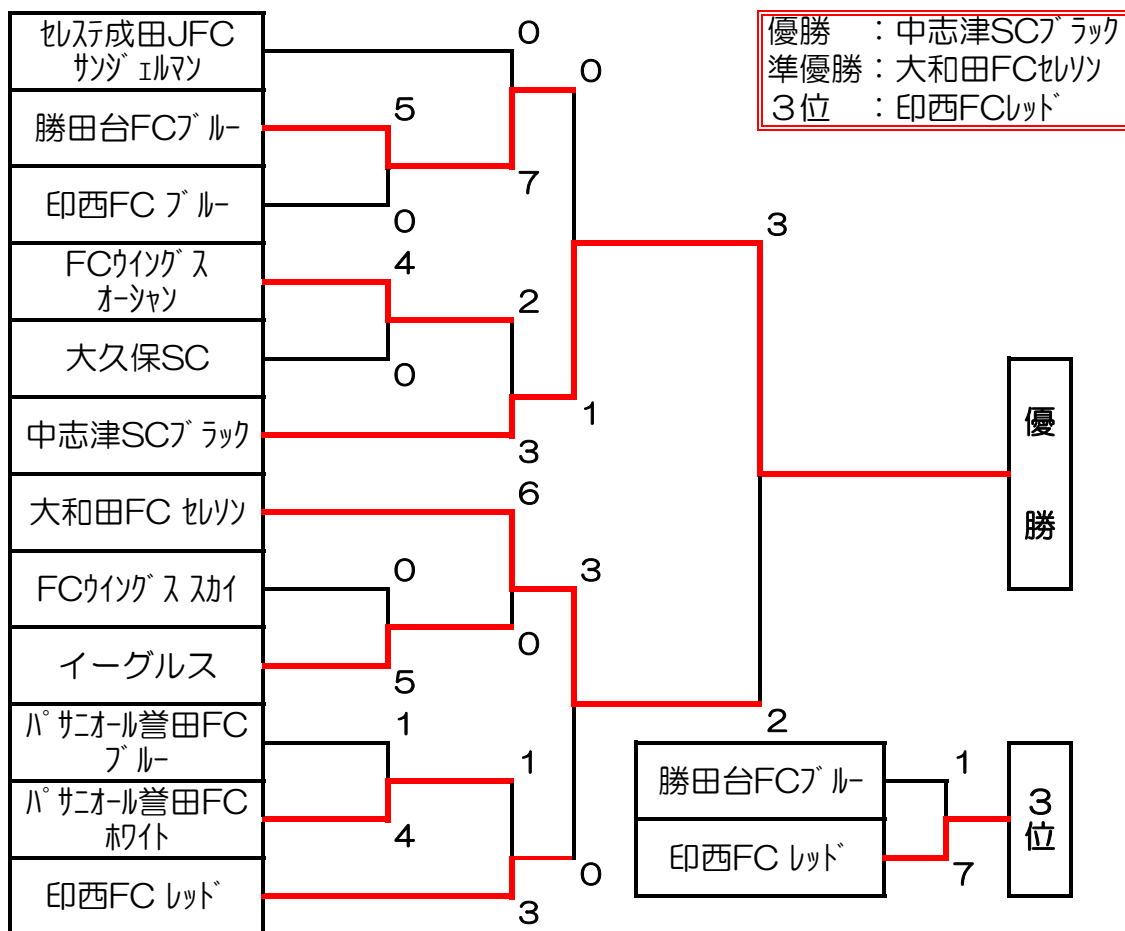 セレステ成田JFC
サンジェルマン
勝田台FCブルー
印西FC ブルー
FCウイングス
オーシャン
大久保SC
中志津SCブラック
大和田FC セレソン
FCウイングス スカイ
イーグルス
パサニオール誉田FC
ブルー
パサニオール誉田FC
ホワイト
印西FC レッド
0
5
7
0
4
2
0
3
6
0
0
5
1
1
4
3
0
1
3
0
3
2
優勝 :中志津SCブラック
準優勝:大和田FCセレソン
3位 :印西FCレッド
優
勝
勝田台FCブルー
印西FC レッド
1
7
3
位